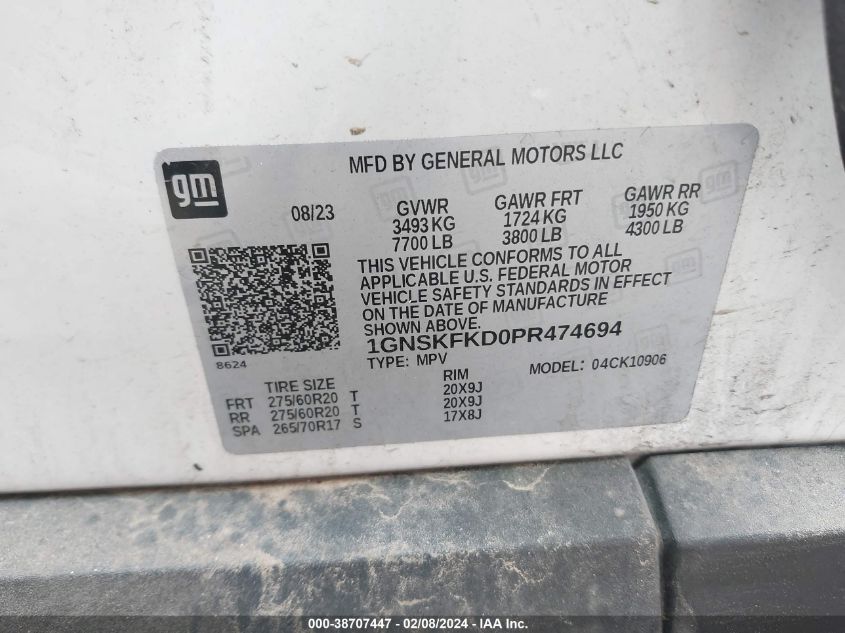 MFD BY GENERAL MOTORS LLC
gm
08/23 GVWR GAWR FRT GAWR RR
3493 KG 1724 KG 1950 KG
7700 LB 3800 LB 4300 LB
THIS VEHICLE CONFORMS TO ALL
APPLICABLE U.S. FEDERAL MOTOR
VEHICLE SAFETY STANDARDS IN EFFECT
ON THE DATE OF MANUFACTURE
SHOWN ABOVE.
1GNSKFKD0PR474694
8624
TYPE: MPV MODEL: 04CK10906
TIRE SIZE RIM
FRT 275/60R20 T 20X9J
RR 275/60R20 T 20X9J
SPA 265/70R17 S 17X8J
000-38707447 - 02/08/2024 - IAA Inc.